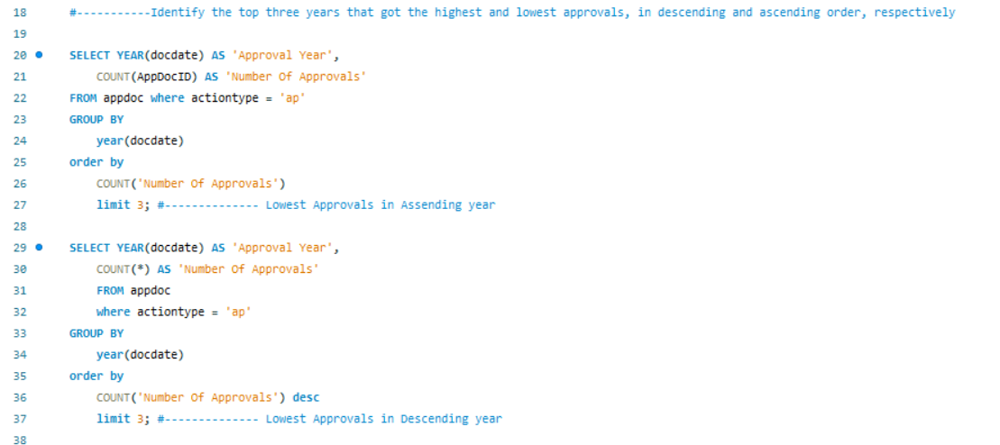 18 #-----------Identify the top three years that got the highest and lowest approvals, in descending and ascending order, respectively
19
20 SELECT YEAR(docdate) AS 'Approval Year',
21 COUNT(AppDocID) AS 'Number Of Approvals'
22 FROM appdoc where actiontype = 'ap'
23 GROUP BY
24 year(docdate)
25 order by
26 COUNT('Number Of Approvals')
27 limit 3; #-------------- Lowest Approvals in Assending year
28
29 SELECT YEAR(docdate) AS 'Approval Year',
30 COUNT(*) AS 'Number Of Approvals'
31 FROM appdoc
32 where actiontype = 'ap'
33 GROUP BY
34 year(docdate)
35 order by
36 COUNT('Number Of Approvals') desc
37 limit 3; #-------------- Lowest Approvals in Descending year
38